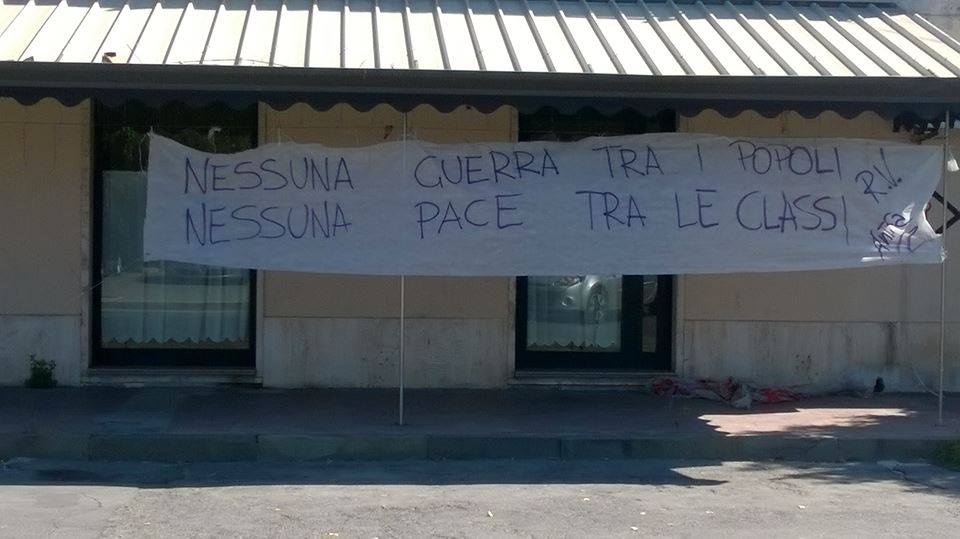 NESSUNA GUERRA TRA I POPOLI
NESSUNA PACE TRA LE CLASSI
R.V.